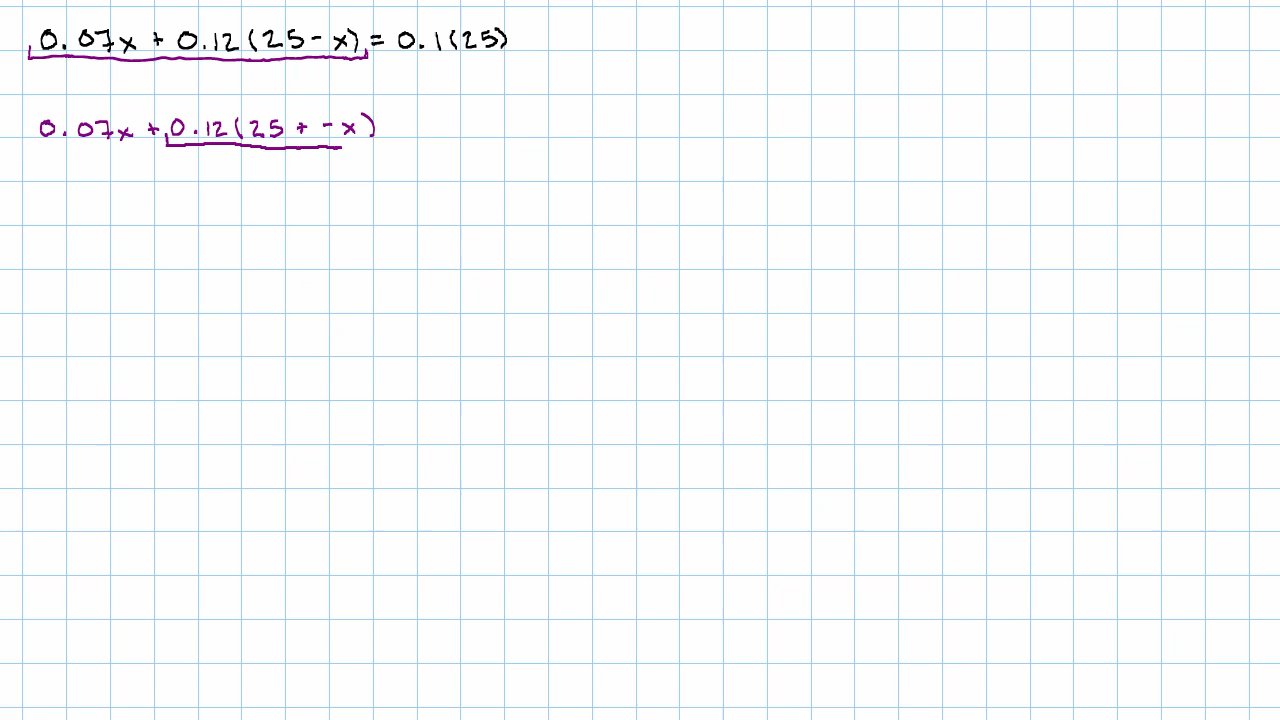 0.07x + 0.12(25-x) = 0.1(25)
0.07x + 0.12(25 + -x)